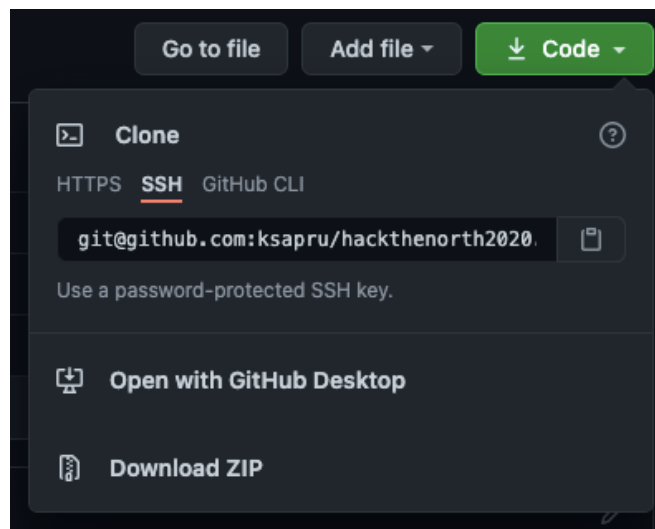 Go to file Add file Code
Clone
HTTPS SSH GitHub CLI
git@github.com:ksapru/hackthenorth2020.
Use a password-protected SSH key.
Open with GitHub Desktop
Download ZIP